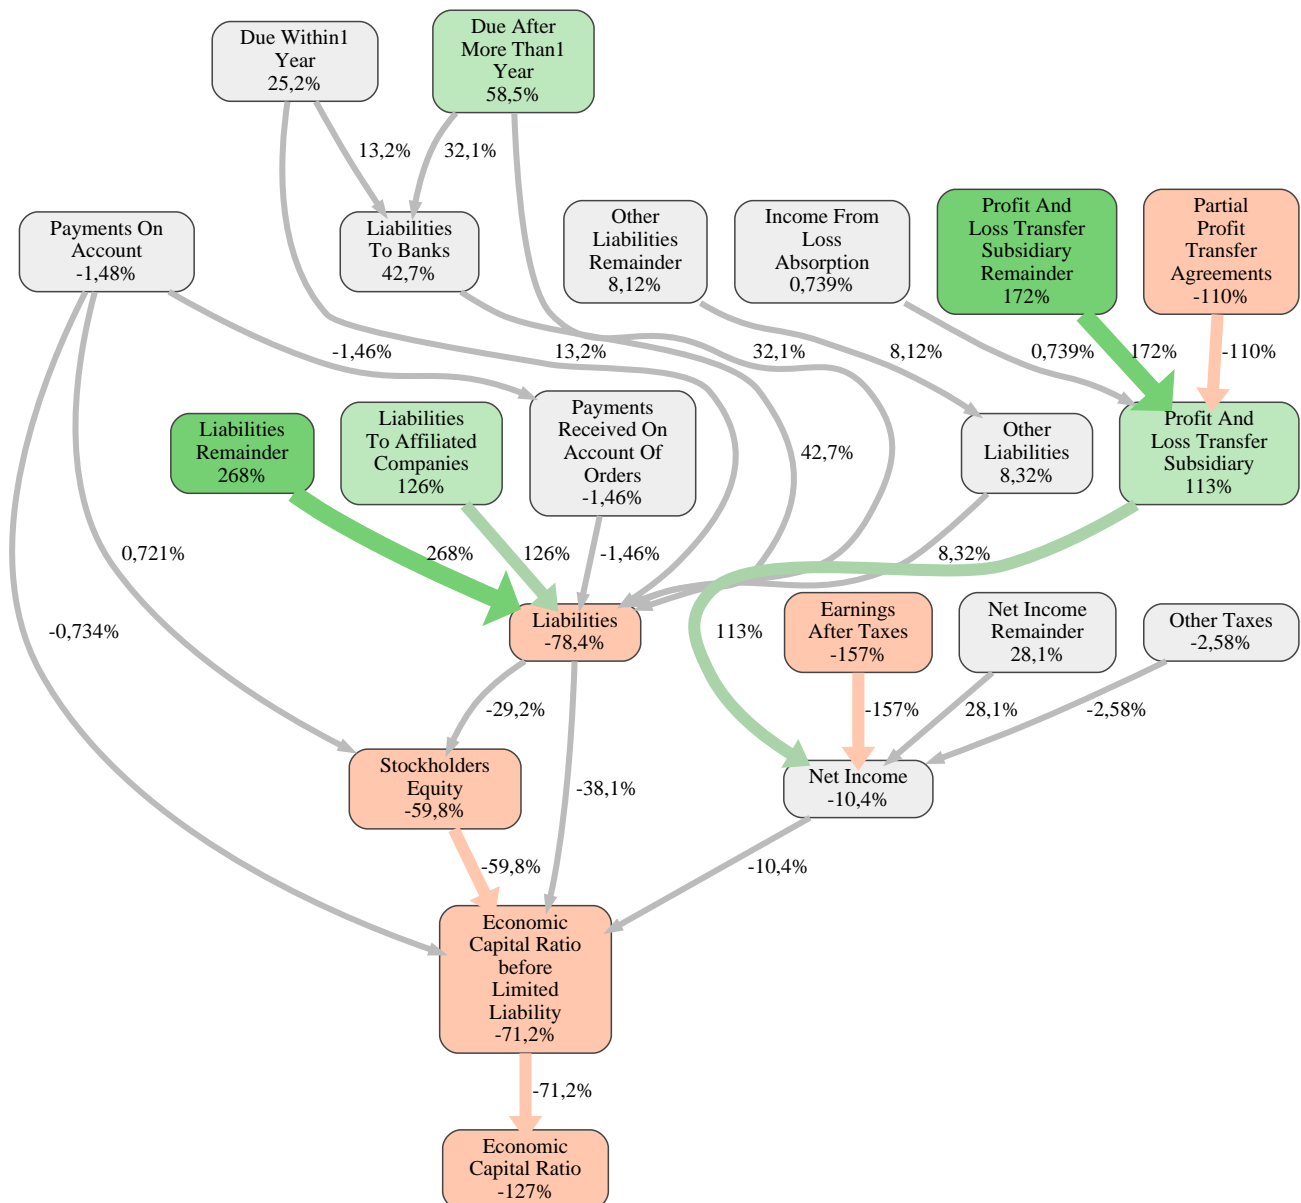 Due Within1
Year
25,2%
Due After
More Than1
Year
58,5%
13,2%
32,1%
Payments On
Account
-1,48%
Liabilities
To Banks
42,7%
Other
Liabilities
Remainder
8,12%
Income From
Loss
Absorption
0,739%
Profit And
Loss Transfer
Subsidiary
Remainder
172%
Partial
Profit
Transfer
Agreements
-110%
-1,46%
13,2%
32,1%
8,12%
0,739%
172%
-110%
Liabilities
Remainder
268%
Liabilities
To Affiliated
Companies
126%
Payments
Received On
Account Of
Orders
-1,46%
42,7%
Other
Liabilities
8,32%
Profit And
Loss Transfer
Subsidiary
113%
0,721%
268%
126%
-1,46%
8,32%
-0,734%
Liabilities
-78,4%
113%
Earnings
After Taxes
-157%
Net Income
Remainder
28,1%
Other Taxes
-2,58%
-29,2%
-157%
28,1%
-2,58%
Stockholders
Equity
-59,8%
-38,1%
Net Income
-10,4%
-59,8%
-10,4%
Economic
Capital Ratio
before
Limited
Liability
-71,2%
-71,2%
Economic
Capital Ratio
-127%